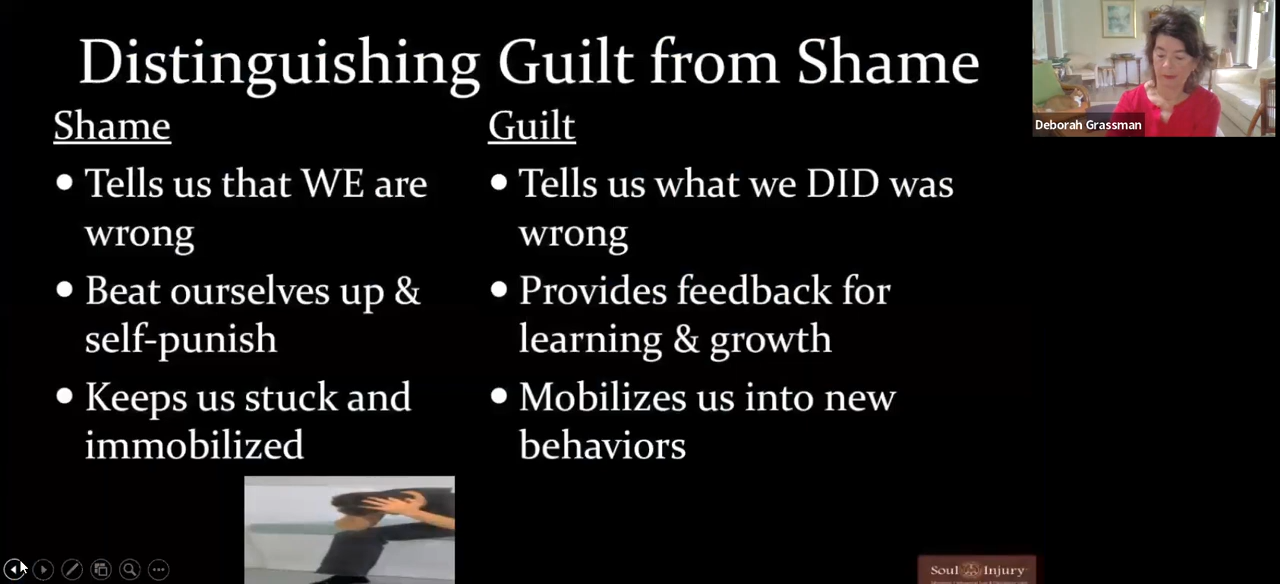 Distinguishing Guilt from Shame
Shame
• Tells us that WE are
wrong
• Beat ourselves up &
self-punish
• Keeps us stuck and
immobilized
Guilt
• Tells us what we DID was
wrong
• Provides feedback for
learning & growth
• Mobilizes us into new
behaviors
Deborah Grassman
Soul Injury